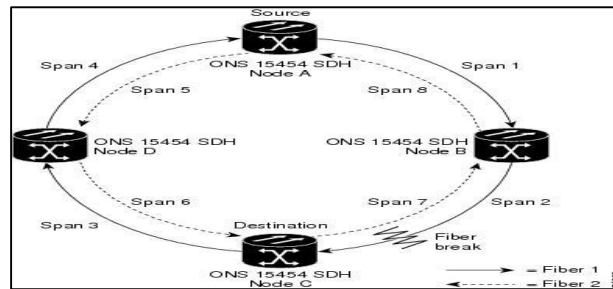 Source
Span 4
ONS 15454 SDH
Node A
Span 1
Span 5
Span 8
ONS 15454 SDH
Node D
ONS 15454 SDH
Node B
Span 6
Span 7
Span 3
Destination
Span 2
Fiber
break
ONS 15454 SDH
Node C
= Fiber 1
= Fiber 2